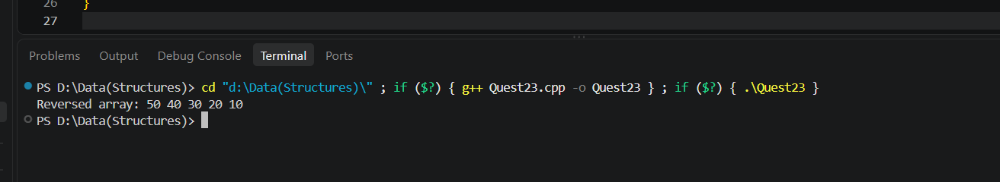 26 }
27
Problems Output Debug Console Terminal Ports
PS D:\Data(Structures)> cd "d:\Data(Structures)\" ; if ($?) { g++ Quest23.cpp -o Quest23 } ; if ($?) { .\Quest23 }
Reversed array: 50 40 30 20 10
PS D:\Data(Structures)>